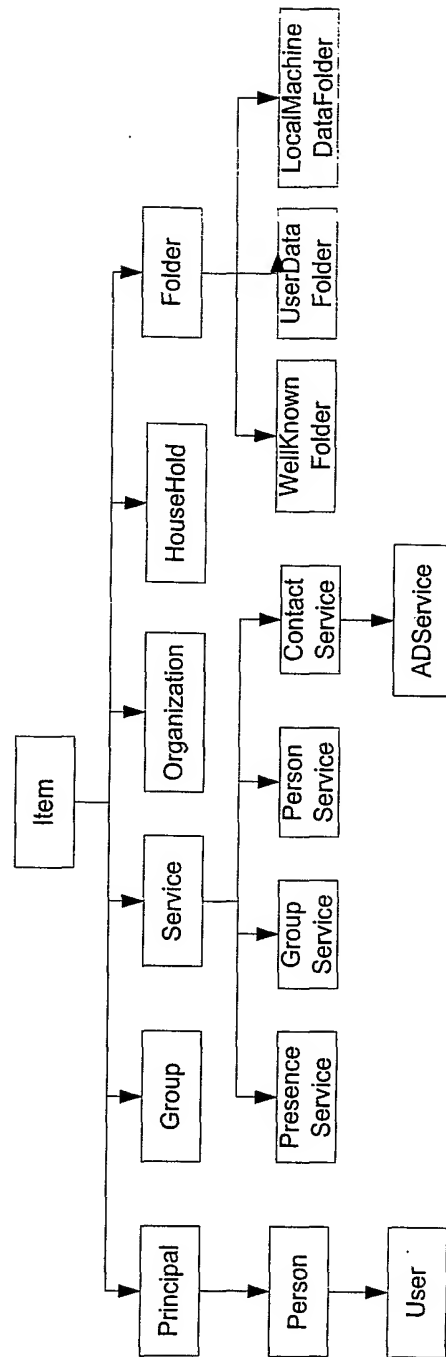 Item
Principal
Group
Service
Organization
HouseHold
Folder
Person
Presence
Service
Group
Service
Person
Service
Contact
Service
WellKnown
Folder
UserData
Folder
LocalMachine
DataFolder
User
ADService